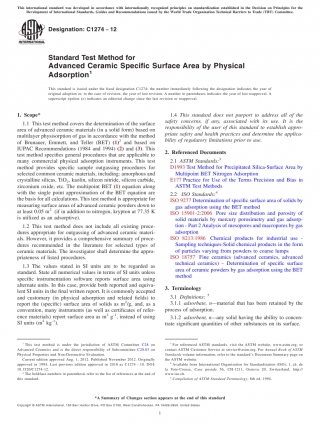 This international standard was developed in accordance with internationally recognized principles on standardization established in the Decision on Principles for the
Development of International Standards, Guides and Recommendations issued by the World Trade Organization Technical Barriers to Trade (TBT) Committee.
Designation: C1274 − 12
INTERNATIONAL
Standard Test Method for
Advanced Ceramic Specific Surface Area by Physical
Adsorption1
This standard is issued under the fixed designation C1274; the number immediately following the designation indicates the year of
original adoption or, in the case of revision, the year of last revision. A number in parentheses indicates the year of last reapproval. A
superscript epsilon (´) indicates an editorial change since the last revision or reapproval.
1. Scope*
1.1 This test method covers the determination of the surface
area of advanced ceramic materials (in a solid form) based on
multilayer physisorption of gas in accordance with the method
of Brunauer, Emmett, and Teller (BET) (1)2 and based on
IUPAC Recommendations (1984 and 1994) (2) and (3). This
test method specifies general procedures that are applicable to
many commercial physical adsorption instruments. This test
method provides specific sample outgassing procedures for
selected common ceramic materials, including: amorphous and
crystalline silicas, TiO2, kaolin, silicon nitride, silicon carbide,
zirconium oxide, etc. The multipoint BET (1) equation along
with the single point approximation of the BET equation are
the basis for all calculations. This test method is appropriate for
measuring surface areas of advanced ceramic powders down to
at least 0.05 m2 (if in addition to nitrogen, krypton at 77.35 K
is utilized as an adsorptive).
1.2 This test method does not include all existing proce-
dures appropriate for outgassing of advanced ceramic materi-
als. However, it provides a comprehensive summary of proce-
dures recommended in the literature for selected types of
ceramic materials. The investigator shall determine the appro-
priateness of listed procedures.
1.3 The values stated in SI units are to be regarded as
standard. State all numerical values in terms of SI units unless
specific instrumentation software reports surface area using
alternate units. In this case, provide both reported and equiva-
lent SI units in the final written report. It is commonly accepted
and customary (in physical adsorption and related fields) to
report the (specific) surface area of solids as m2/g and, as a
convention, many instruments (as well as certificates of refer-
ence materials) report surface area as m2 g-1, instead of using
SI units (m2 kg-1).
1.4 This standard does not purport to address all of the
safety concerns, if any, associated with its use. It is the
responsibility of the user of this standard to establish appro-
priate safety and health practices and determine the applica-
bility of regulatory limitations prior to use.
2. Referenced Documents
2.1 ASTM Standards:3
D1993 Test Method for Precipitated Silica-Surface Area by
Multipoint BET Nitrogen Adsorption
E177 Practice for Use of the Terms Precision and Bias in
ASTM Test Methods
2.2 ISO Standards:4
ISO 9277 Determination of specific surface area of solids by
gas adsorption using the BET method
ISO 15901-2:2006 Pore size distribution and porosity of
solid materials by mercury porosimetry and gas adsorp-
tion - Part 2 Analysis of mesopores and macropores by gas
adsorption
ISO 8213:1986 Chemical products for industrial use -
Sampling techniques-Solid chemical products in the form
of particles varying from powders to coarse lumps
ISO 18757 Fine ceramics (advanced ceramics, advanced
technical ceramics) - Determination of specific surface
area of ceramic powders by gas adsorption using the BET
method
3. Terminology
3.1 Definitions:5
3.1.1 adsorbate, n—material that has been retained by the
process of adsorption.
3.1.2 adsorbent, n—any solid having the ability to concen-
trate significant quantities of other substances on its surface.
1 This test method is under the jurisdiction of ASTM Committee C28 on
Advanced Ceramics and is the direct responsibility of Subcommittee C28.03 on
Physical Properties and Non-Destructive Evaluation.
Current edition approved Aug. 1, 2012. Published November 2012. Originally
approved in 1994. Last previous edition approved in 2010 as C1274 – 10. DOI:
10.1520/C1274-12.
2 The boldface numbers in parentheses refer to the list of references at the end of
this standard.
3 For referenced ASTM standards, visit the ASTM website, www.astm.org, or
contact ASTM Customer Service at service@astm.org. For Annual Book of ASTM
Standards volume information, refer to the standard's Document Summary page on
the ASTM website.
4 Available from International Organization for Standardization (ISO), 1, ch. de
la Voie-Creuse, Case postale 56, CH-1211, Geneva 20, Switzerland, http://
www.iso.ch.
5 Compilation of ASTM Standard Terminology, 8th ed, 1994.
*A Summary of Changes section appears at the end of this standard
Copyright © ASTM International, 100 Barr Harbor Drive, PO Box C700, West Conshohocken, PA 19428-2959. United States
1